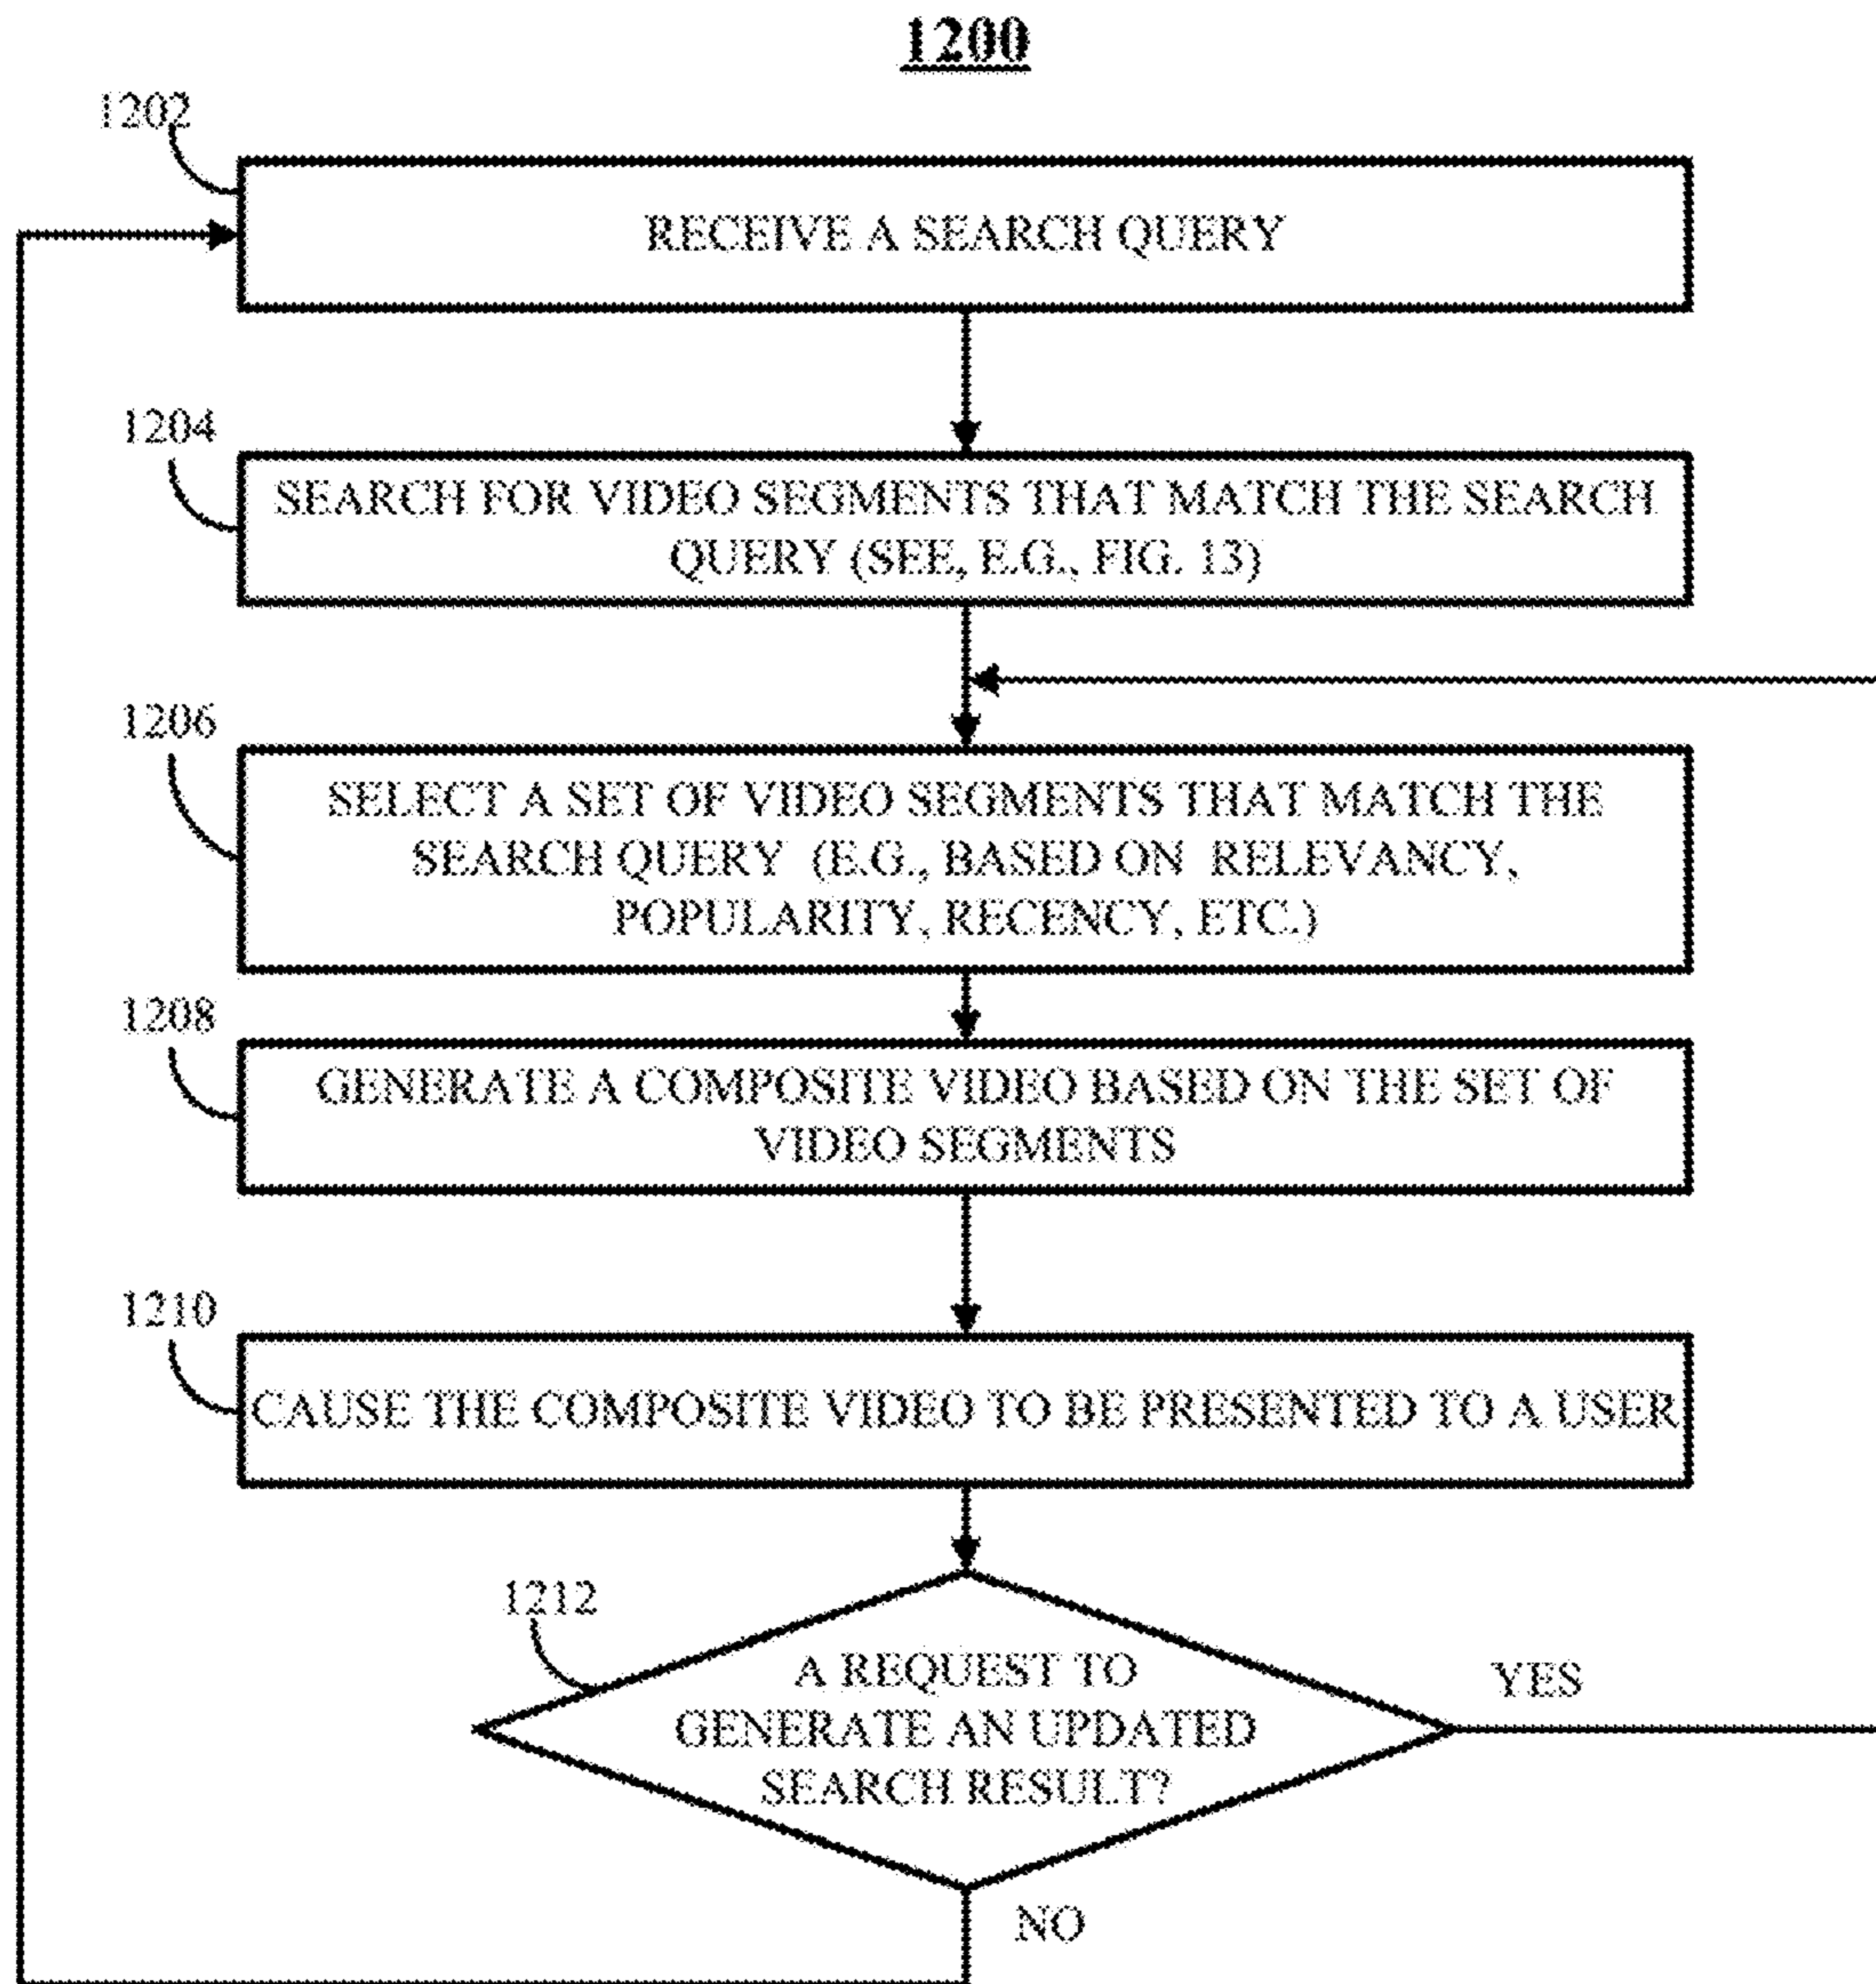 1200
1202
RECEIVE A SEARCH QUERY
1204
SEARCH FOR VIDEO SEGMENTS THAT MATCH THE SEARCH
QUERY (SEE, E.G., FIG. 13)
1206
SELECT A SET OF VIDEO SEGMENTS THAT MATCH THE
SEARCH QUERY (E.G., BASED ON RELEVANCY,
POPULARITY, RECENCY, ETC.)
1208
GENERATE A COMPOSITE VIDEO BASED ON THE SET OF
VIDEO SEGMENTS
1210
CAUSE THE COMPOSITE VIDEO TO BE PRESENTED TO A USER
1212
A REQUEST TO
GENERATE AN UPDATED
SEARCH RESULT?
YES
NO